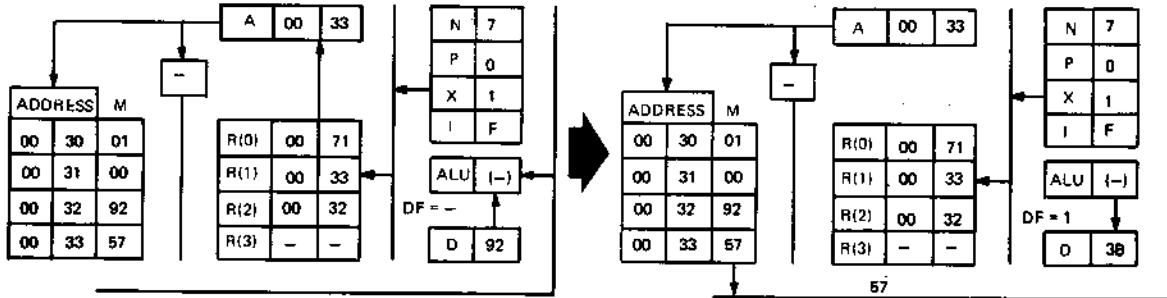 A 00 33
N 7
P 0
X 1
I F
–
ADDRESS M
00 30 01
00 31 00
00 32 92
00 33 57
R(0) 00 71
R(1) 00 33
R(2) 00 32
R(3) – –
ALU (–)
DF = –
D 92
A 00 33
N 7
P 0
X 1
I F
–
ADDRESS M
00 30 01
00 31 00
00 32 92
00 33 57
R(0) 00 71
R(1) 00 33
R(2) 00 32
R(3) – –
ALU (–)
DF = 1
D 3B
57